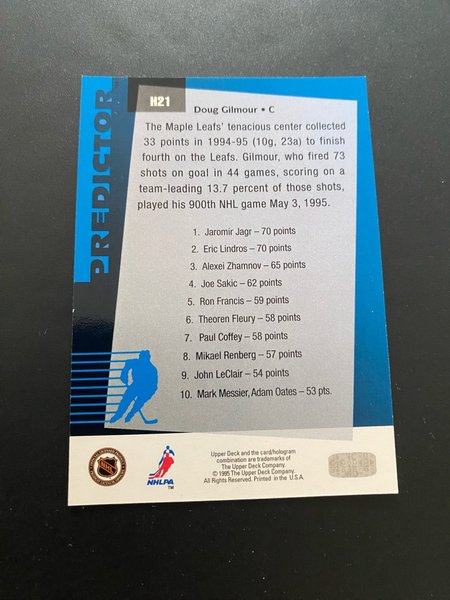 H21
PREDICTOR
Doug Gilmour • C
The Maple Leafs' tenacious center collected
33 points in 1994-95 (10g, 23a) to finish
fourth on the Leafs. Gilmour, who fired 73
shots on goal in 44 games, scoring on a
team-leading 13.7 percent of those shots,
played his 900th NHL game May 3, 1995.
1. Jaromir Jagr – 70 points
2. Eric Lindros – 70 points
3. Alexei Zhamnov – 65 points
4. Joe Sakic – 62 points
5. Ron Francis – 59 points
6. Theoren Fleury – 58 points
7. Paul Coffey – 58 points
8. Mikael Renberg – 57 points
9. John LeClair – 54 points
10. Mark Messier, Adam Oates – 53 pts.
Upper Deck and the card/hologram
combination are trademarks of
The Upper Deck Company.
© 1995 The Upper Deck Company.
All Rights Reserved. Printed in the U.S.A.
NHLPA
TM